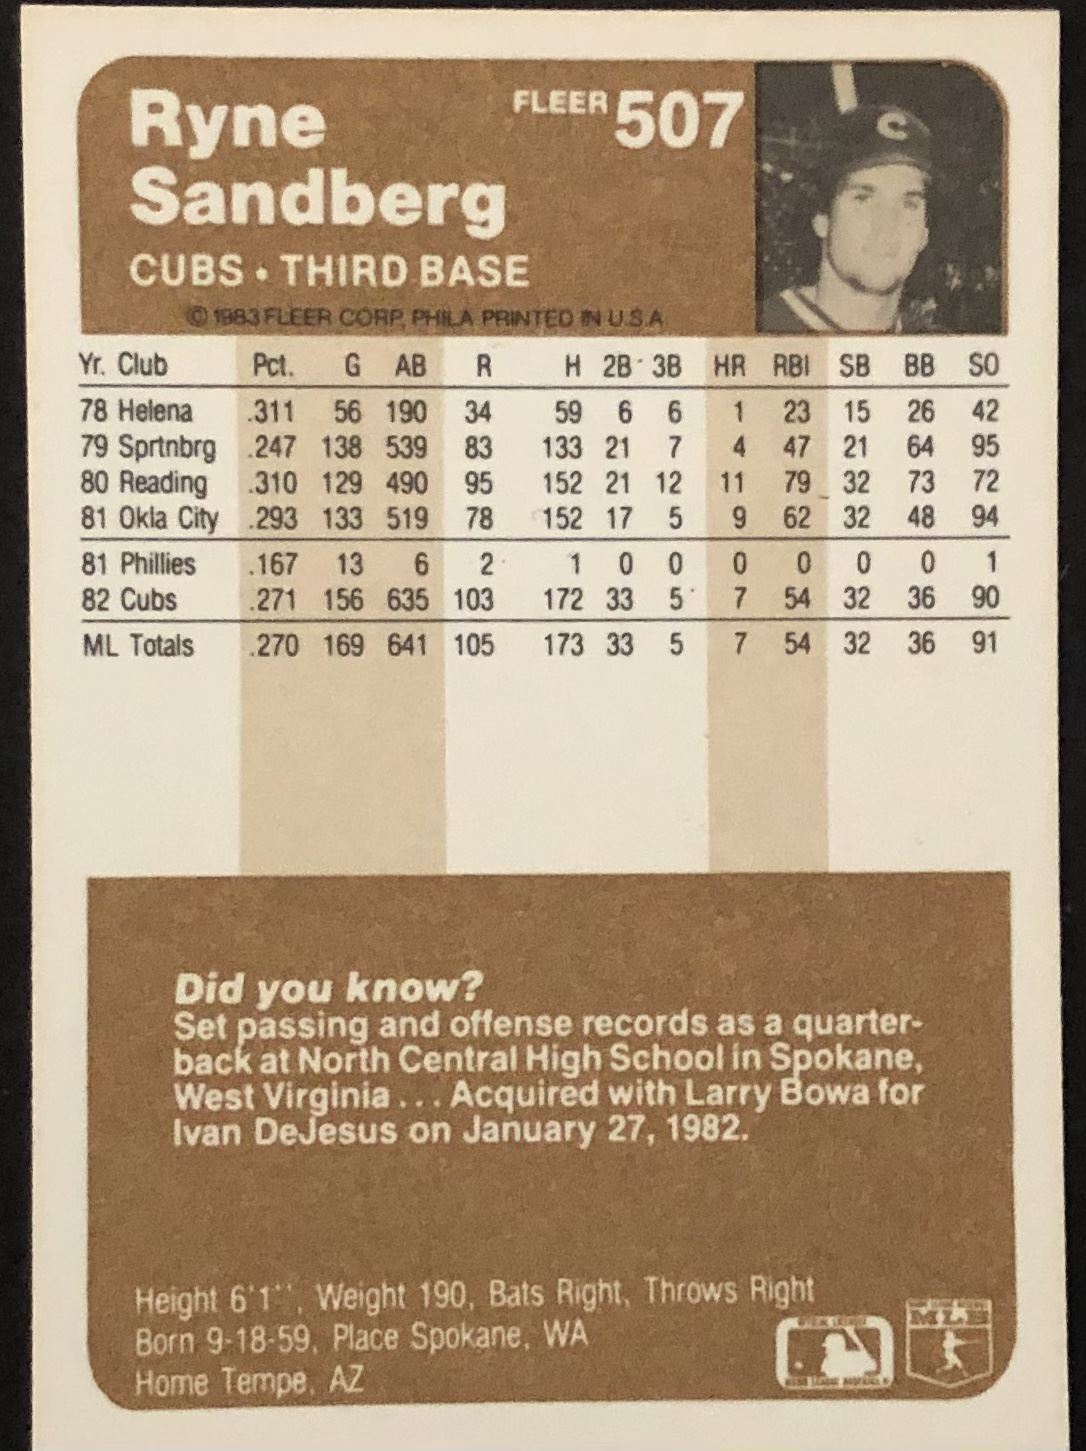 Ryne
Sandberg
FLEER 507
CUBS • THIRD BASE
© 1983 FLEER CORP. PHILA PRINTED IN U.S.A
C
Yr. Club Pct. G AB R H 2B 3B HR RBI SB BB SO
78 Helena .311 56 190 34 59 6 6 1 23 15 26 42
79 Sprtnbrg .247 138 539 83 133 21 7 4 47 21 64 95
80 Reading .310 129 490 95 152 21 12 11 79 32 73 72
81 Okla City .293 133 519 78 152 17 5 9 62 32 48 94
81 Phillies .167 13 6 2 1 0 0 0 0 0 0 1
82 Cubs .271 156 635 103 172 33 5 7 54 32 36 90
ML Totals .270 169 641 105 173 33 5 7 54 32 36 91
Did you know?
Set passing and offense records as a quarter-
back at North Central High School in Spokane,
West Virginia . . . Acquired with Larry Bowa for
Ivan DeJesus on January 27, 1982.
Height 6'1'', Weight 190, Bats Right, Throws Right
Born 9-18-59, Place Spokane, WA
Home Tempe, AZ